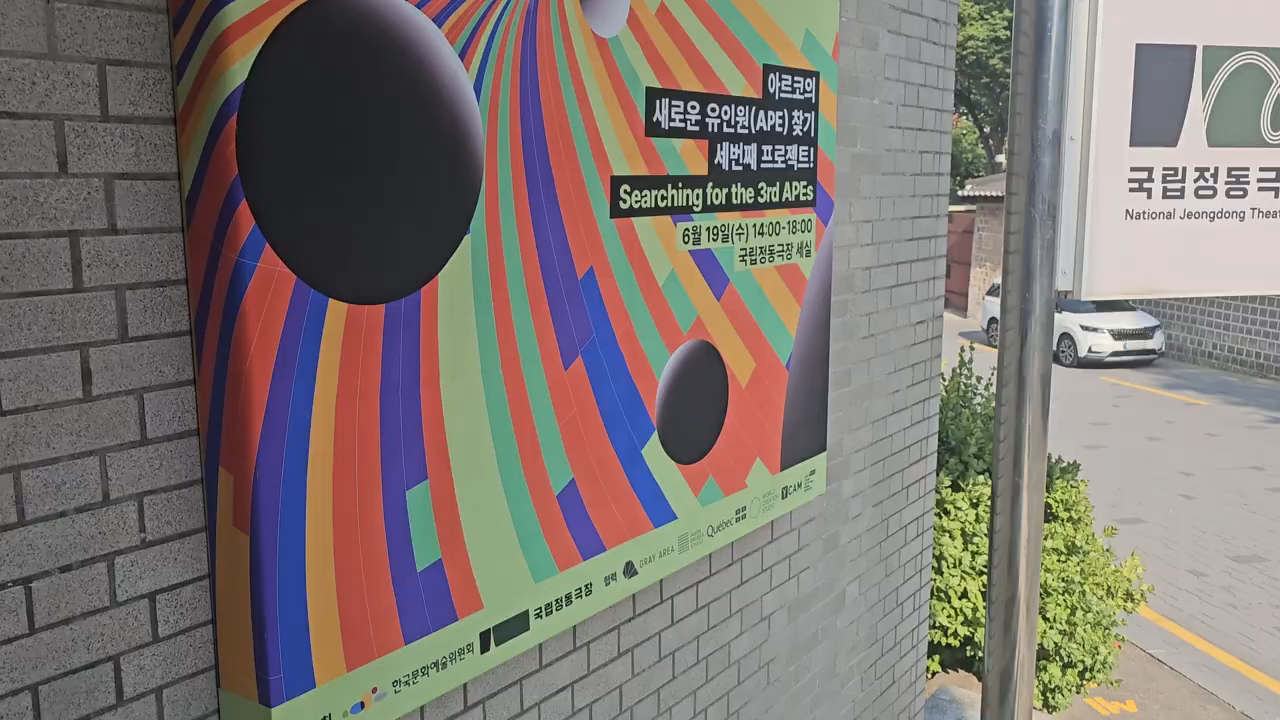 아르코의
새로운 유인원(APE) 찾기
세번째 프로젝트!
Searching for the 3rd APEs
6월 19일(수) 14:00-18:00
국립정동극장 세실
한국문화예술위원회
국립정동극장
협력
GRAY AREA
Québec
YCAM
국립정동극
National Jeongdong Thea